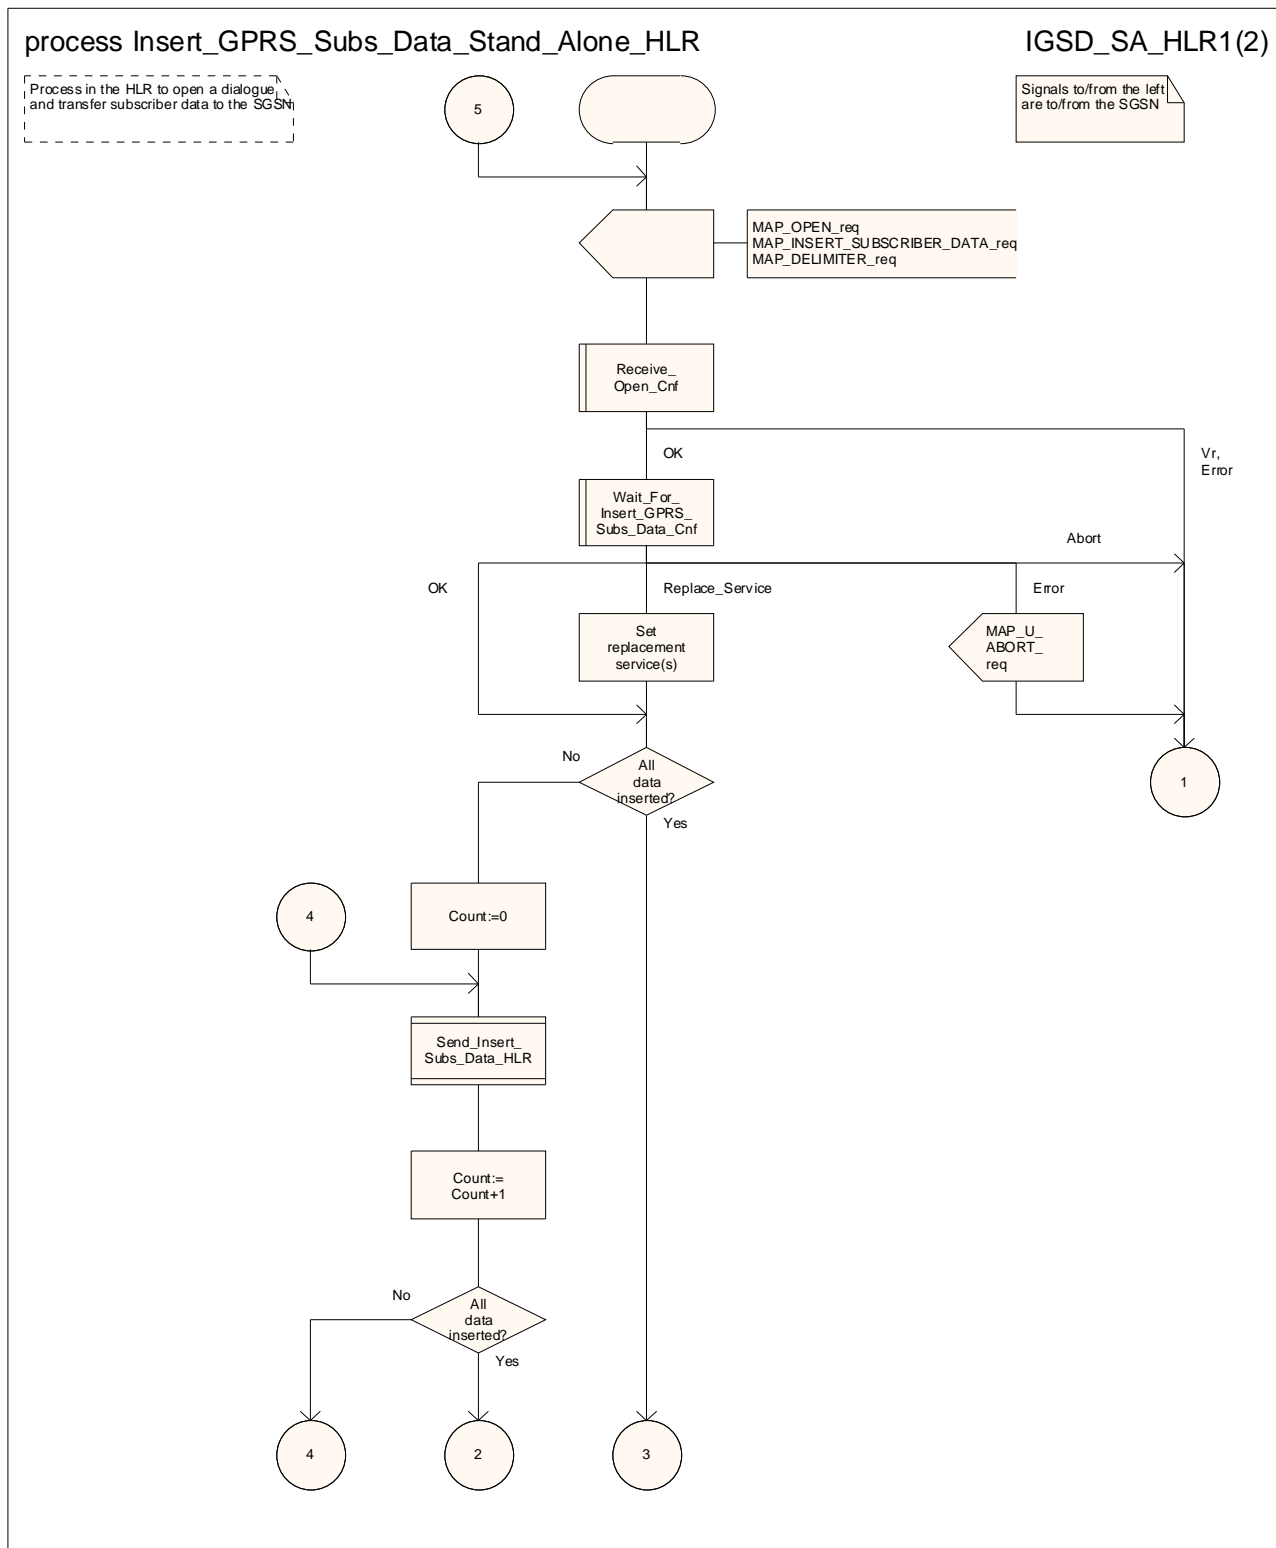 process Insert_GPRS_Subs_Data_Stand_Alone_HLR
IGSD_SA_HLR1(2)
Process in the HLR to open a dialogue
and transfer subscriber data to the SGSN
5
Signals to/from the left
are to/from the SGSN
MAP_OPEN_req
MAP_INSERT_SUBSCRIBER_DATA_req
MAP_DELIMITER_req
Receive_
Open_Cnf
OK
Vr,
Error
Wait_For_
Insert_GPRS_
Subs_Data_Cnf
Abort
OK
Replace_Service
Error
Set
replacement
service(s)
MAP_U_
ABORT_
req
No
All
data
inserted?
Yes
1
4
Count:=0
Send_Insert_
Subs_Data_HLR
Count:=
Count+1
No
All
data
inserted?
Yes
4
2
3